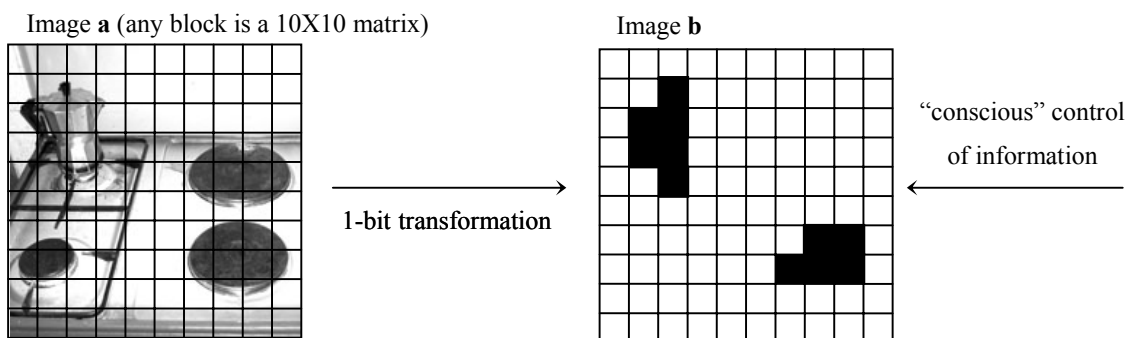 Image a (any block is a 10X10 matrix)
Image b
1-bit transformation
“conscious” control
of information